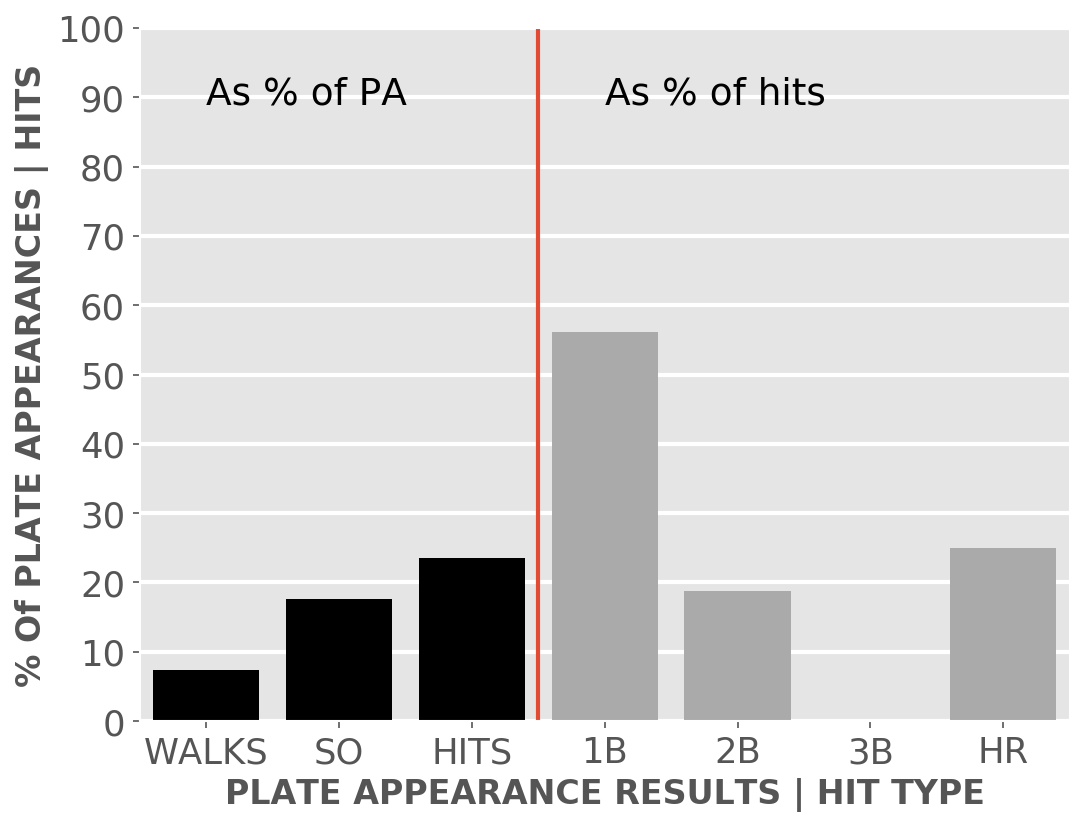 100
90
80
70
60
50
40
30
20
10
0
% Of PLATE APPEARANCES | HITS
As % of PA
As % of hits
WALKS SO HITS 1B 2B 3B HR
PLATE APPEARANCE RESULTS | HIT TYPE